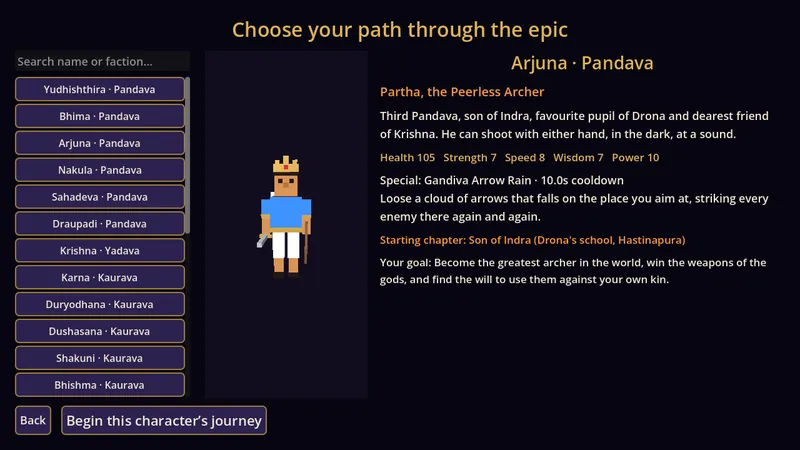 Choose your path through the epic
Search name or faction...
Yudhishthira · Pandava
Bhima · Pandava
Arjuna · Pandava
Nakula · Pandava
Sahadeva · Pandava
Draupadi · Pandava
Krishna · Yadava
Karna · Kaurava
Duryodhana · Kaurava
Dushasana · Kaurava
Shakuni · Kaurava
Bhishma · Kaurava
Arjuna · Pandava
Partha, the Peerless Archer
Third Pandava, son of Indra, favourite pupil of Drona and dearest friend
of Krishna. He can shoot with either hand, in the dark, at a sound.
Health 105 Strength 7 Speed 8 Wisdom 7 Power 10
Special: Gandiva Arrow Rain · 10.0s cooldown
Loose a cloud of arrows that falls on the place you aim at, striking every
enemy there again and again.
Starting chapter: Son of Indra (Drona's school, Hastinapura)
Your goal: Become the greatest archer in the world, win the weapons of the
gods, and find the will to use them against your own kin.
Back
Begin this character’s journey